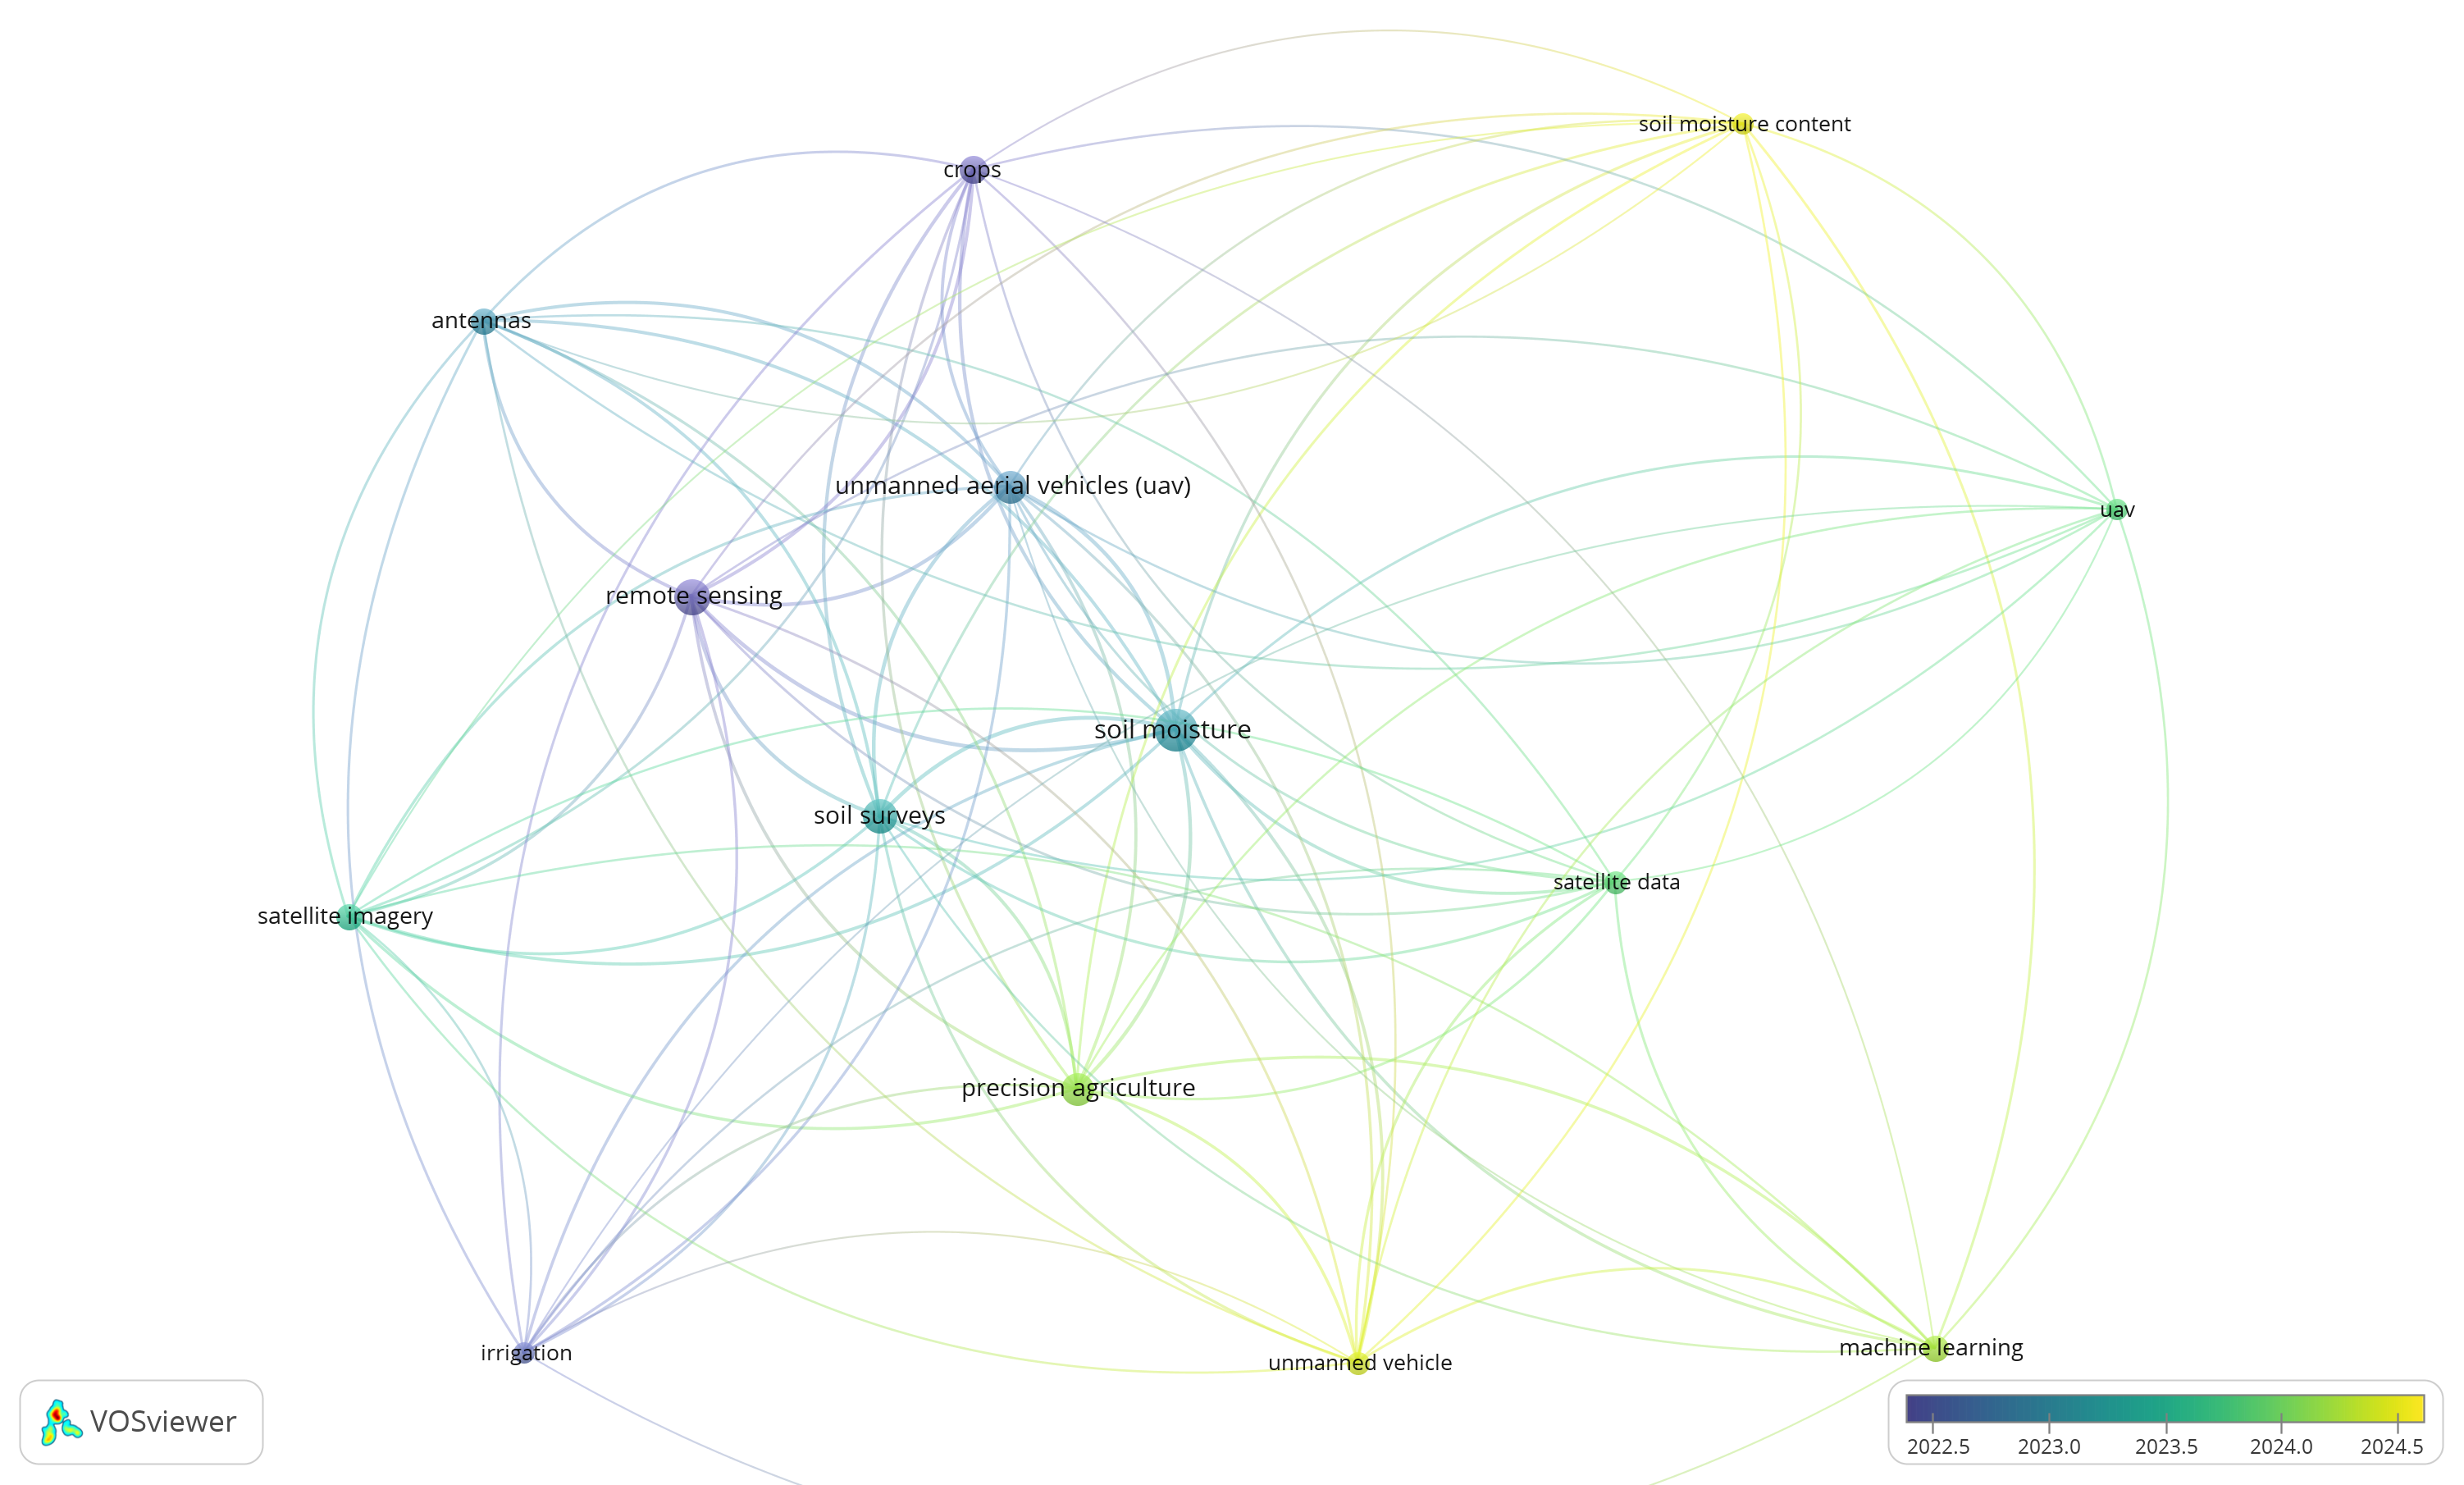 soil moisture content
crops
antennas
unmanned aerial vehicles (uav)
uav
remote sensing
soil moisture
soil surveys
satellite data
satellite imagery
precision agriculture
irrigation
unmanned vehicle
machine learning
VOSviewer
2022.5 2023.0 2023.5 2024.0 2024.5